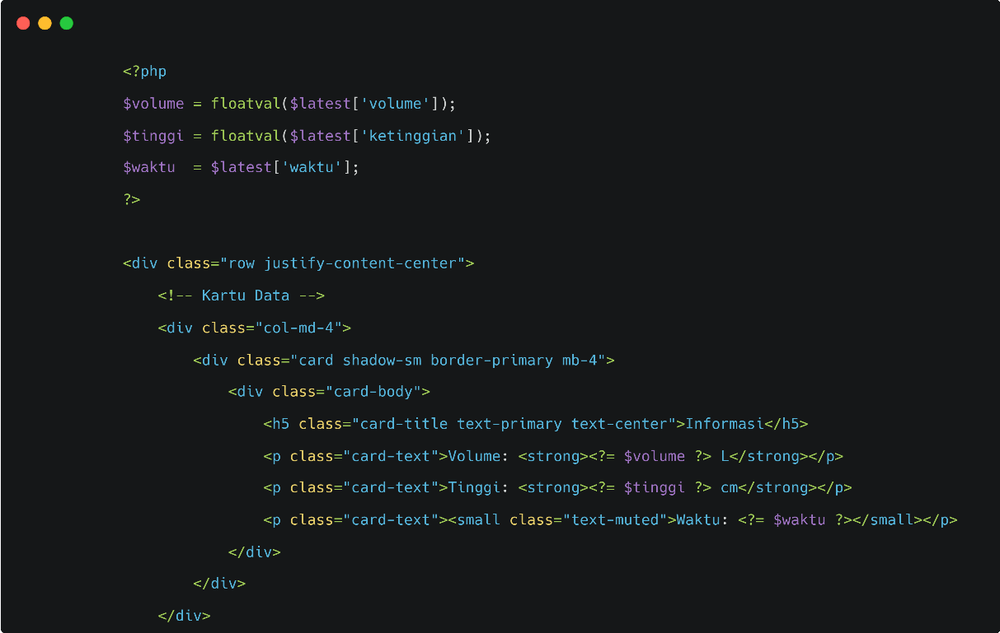 <?php
$volume = floatval($latest['volume']);
$tinggi = floatval($latest['ketinggian']);
$waktu  = $latest['waktu'];
?>

<div class="row justify-content-center">
    <!-- Kartu Data -->
    <div class="col-md-4">
        <div class="card shadow-sm border-primary mb-4">
            <div class="card-body">
                <h5 class="card-title text-primary text-center">Informasi</h5>
                <p class="card-text">Volume: <strong><?= $volume ?> L</strong></p>
                <p class="card-text">Tinggi: <strong><?= $tinggi ?> cm</strong></p>
                <p class="card-text"><small class="text-muted">Waktu: <?= $waktu ?></small></p>
            </div>
        </div>
    </div>